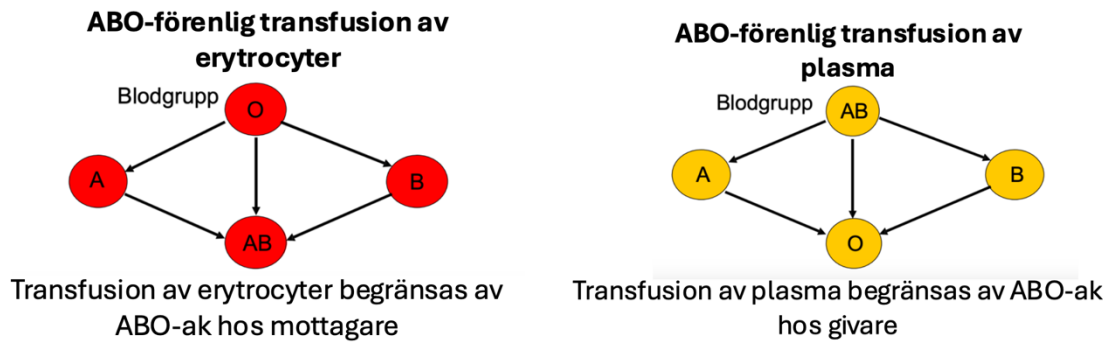 ABO-förenlig transfusion av
erytrocyter
Blodgrupp
O
A
B
AB
Transfusion av erytrocyter begränsas av
ABO-ak hos mottagare
ABO-förenlig transfusion av
plasma
Blodgrupp
AB
A
B
O
Transfusion av plasma begränsas av ABO-ak
hos givare